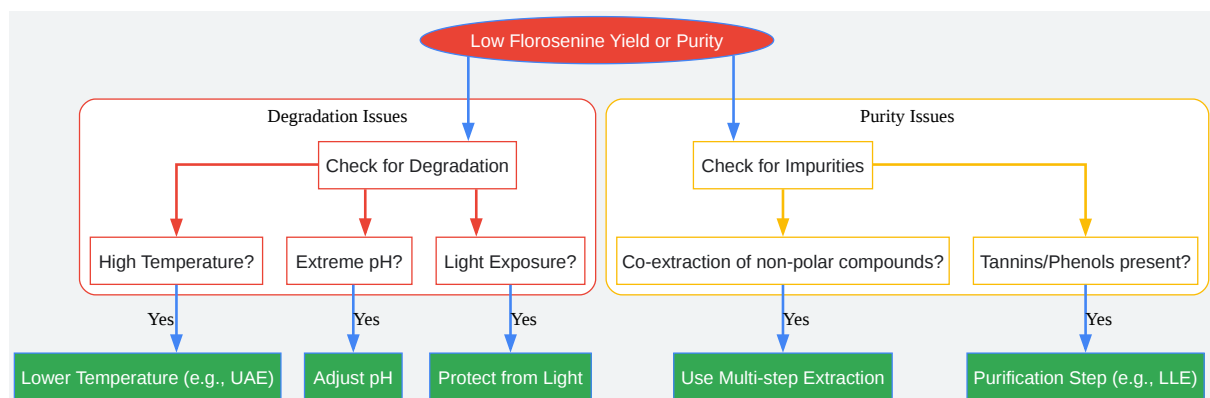 Low Florosenine Yield or Purity
Degradation Issues
Purity Issues
Check for Degradation
Check for Impurities
High Temperature?
Extreme pH?
Light Exposure?
Co-extraction of non-polar compounds?
Tannins/Phenols present?
Yes
Yes
Yes
Yes
Yes
Lower Temperature (e.g., UAE)
Adjust pH
Protect from Light
Use Multi-step Extraction
Purification Step (e.g., LLE)